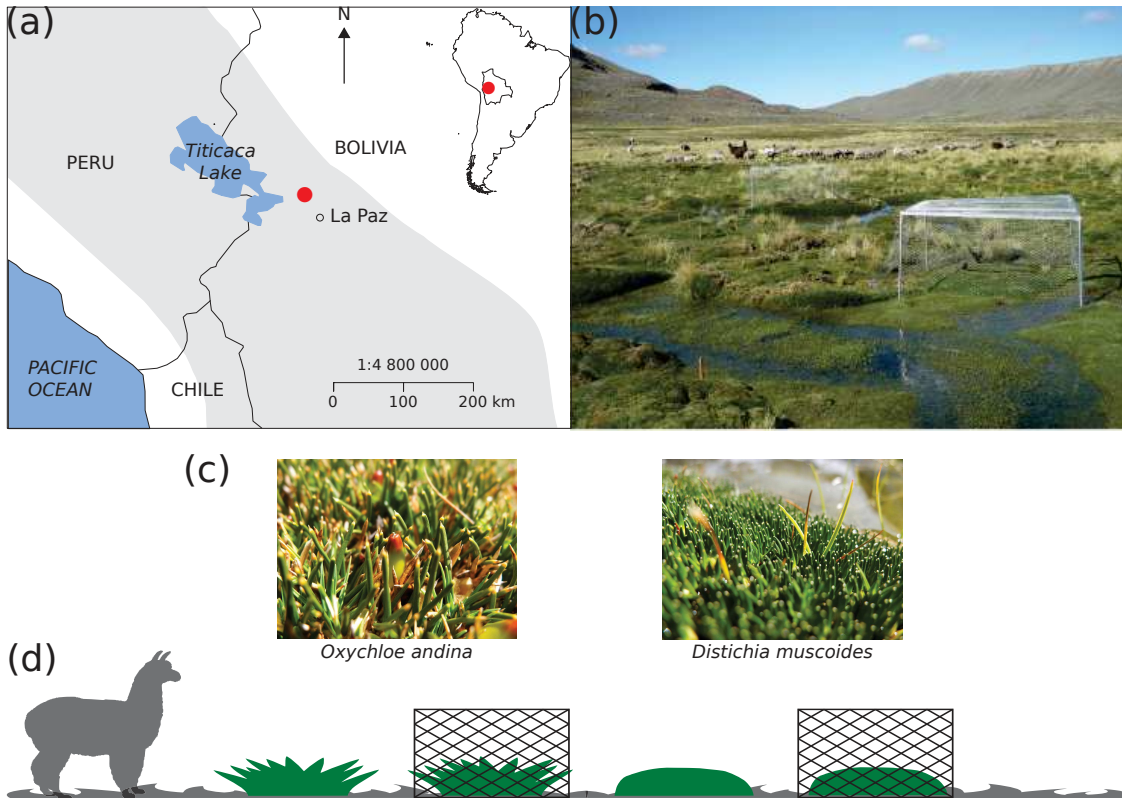 (a)
N
PERU
Titicaca
Lake
BOLIVIA
La Paz
PACIFIC
OCEAN
CHILE
1:4 800 000
0 100 200 km
(b)
(c)
Oxychloe andina
Distichia muscoides
(d)